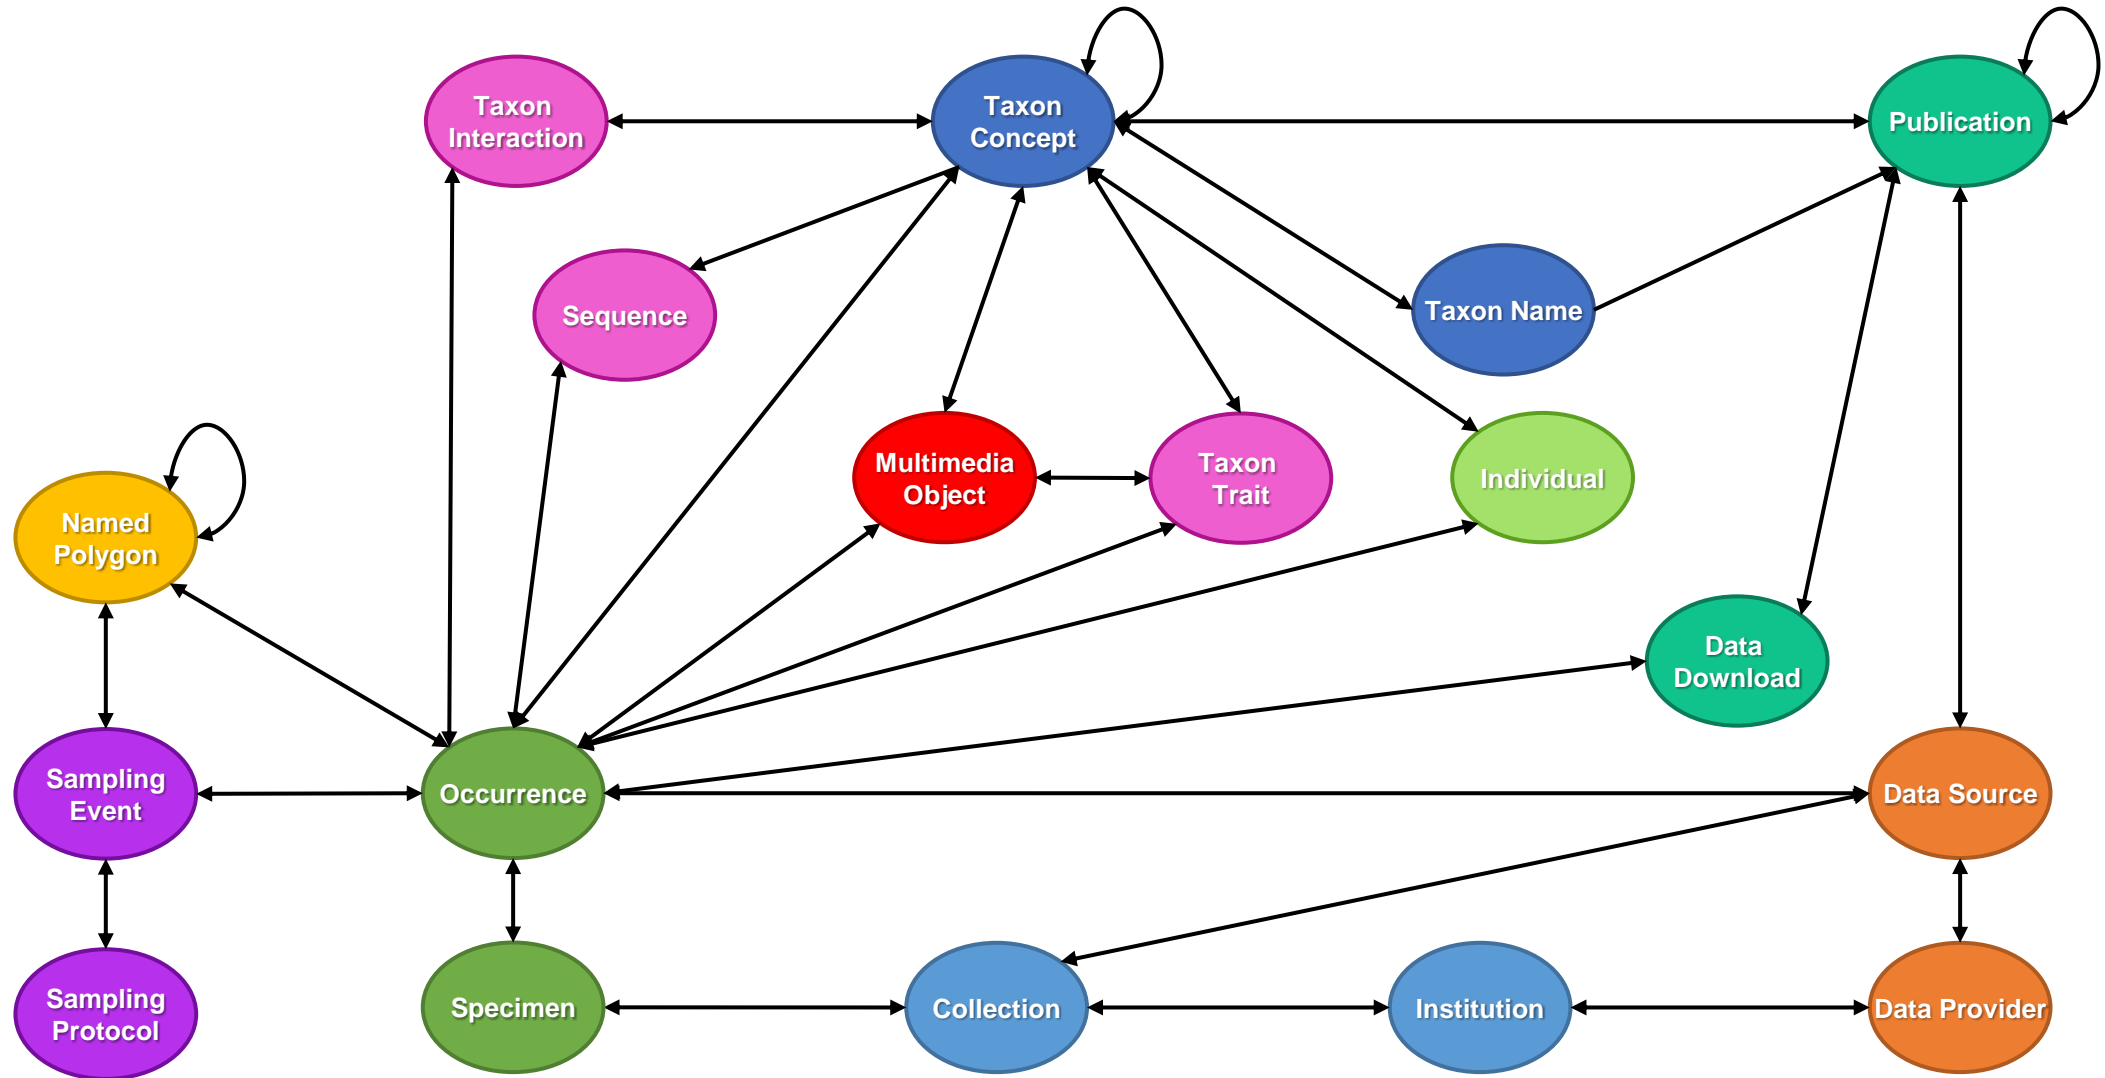 Taxon
Interaction
Taxon
Concept
Publication
Sequence
Taxon Name
Multimedia
Object
Taxon
Trait
Individual
Named
Polygon
Data
Download
Sampling
Event
Occurrence
Data Source
Sampling
Protocol
Specimen
Collection
Institution
Data Provider